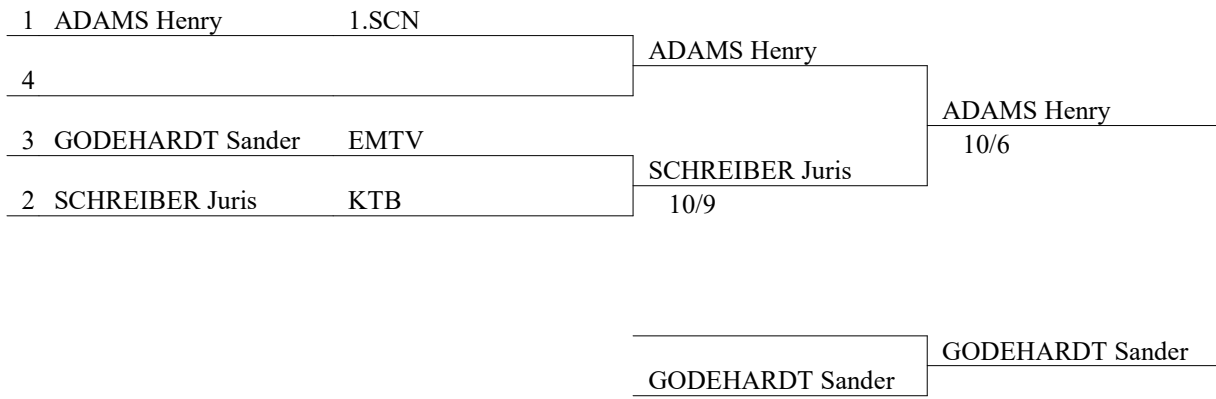 1 ADAMS Henry 1.SCN
ADAMS Henry
4
ADAMS Henry
10/6
3 GODEHARDT Sander EMTV
SCHREIBER Juris
10/9
2 SCHREIBER Juris KTB
GODEHARDT Sander
GODEHARDT Sander